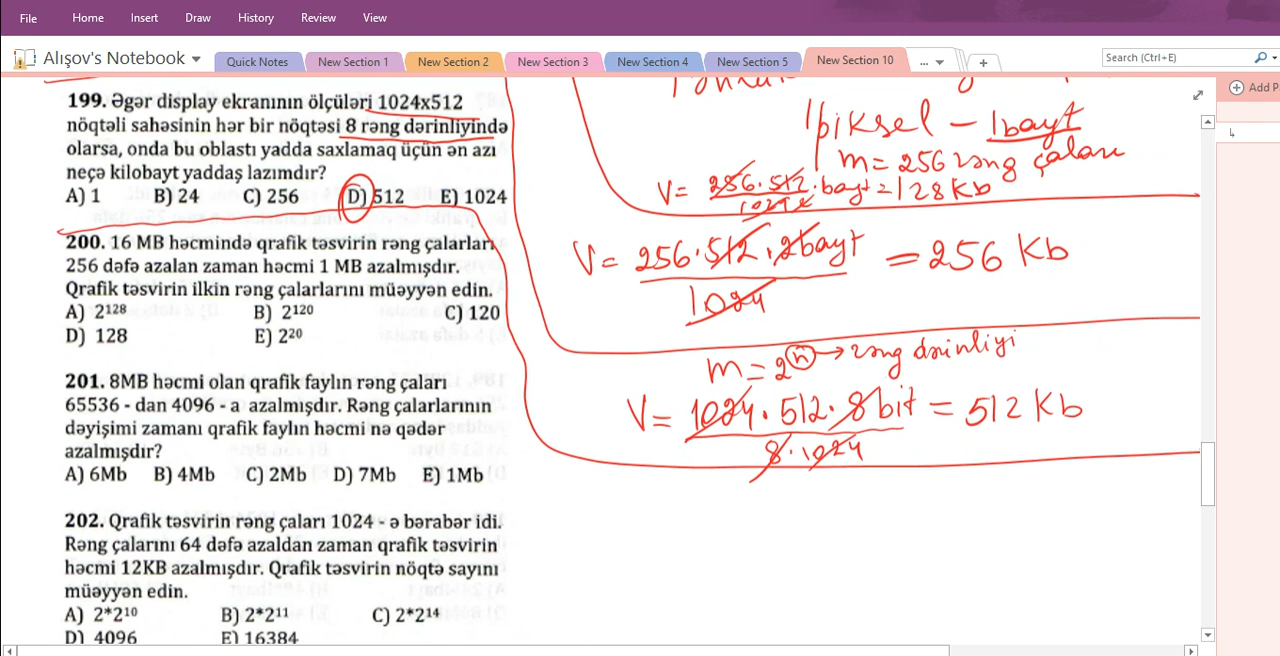 File Home Insert Draw History Review View
Alışov's Notebook Quick Notes New Section 1 New Section 2 New Section 3 New Section 4 New Section 5 New Section 10 ... + Search (Ctrl+E)
Add P
199. Əgər display ekranının ölçüləri 1024x512
nöqtəli sahəsinin hər bir nöqtəsi 8 rəng dərinliyində
olarsa, onda bu oblastı yadda saxlamaq üçün ən azı
neçə kilobayt yaddaş lazımdır?
A) 1 B) 24 C) 256 D) 512 E) 1024
200. 16 MB həcmində qrafik təsvirin rəng çalarları
256 dəfə azalan zaman həcmi 1 MB azalmışdır.
Qrafik təsvirin ilkin rəng çalarlarını müəyyən edin.
A) 2¹²⁸ B) 2¹²⁰ C) 120
D) 128 E) 2²⁰
201. 8MB həcmi olan qrafik faylın rəng çaları
65536 - dan 4096 - a azalmışdır. Rəng çalarlarının
dəyişimi zamanı qrafik faylın həcmi nə qədər
azalmışdır?
A) 6Mb B) 4Mb C) 2Mb D) 7Mb E) 1Mb
202. Qrafik təsvirin rəng çaları 1024 - ə bərabər idi.
Rəng çalarını 64 dəfə azaldan zaman qrafik təsvirin
həcmi 12KB azalmışdır. Qrafik təsvirin nöqtə sayını
müəyyən edin.
A) 2*2¹⁰ B) 2*2¹¹ C) 2*2¹⁴
D) 4096 E) 16384
1piksel – 1bayt
m = 256 rəng çaları
V = 256·512·bayt = 128 Kb
V = 256·512·2bayt = 256 Kb
1024
m = 2ⁿ → rəng dərinliyi
V = 1024·512·8bit = 512 Kb
8·1024